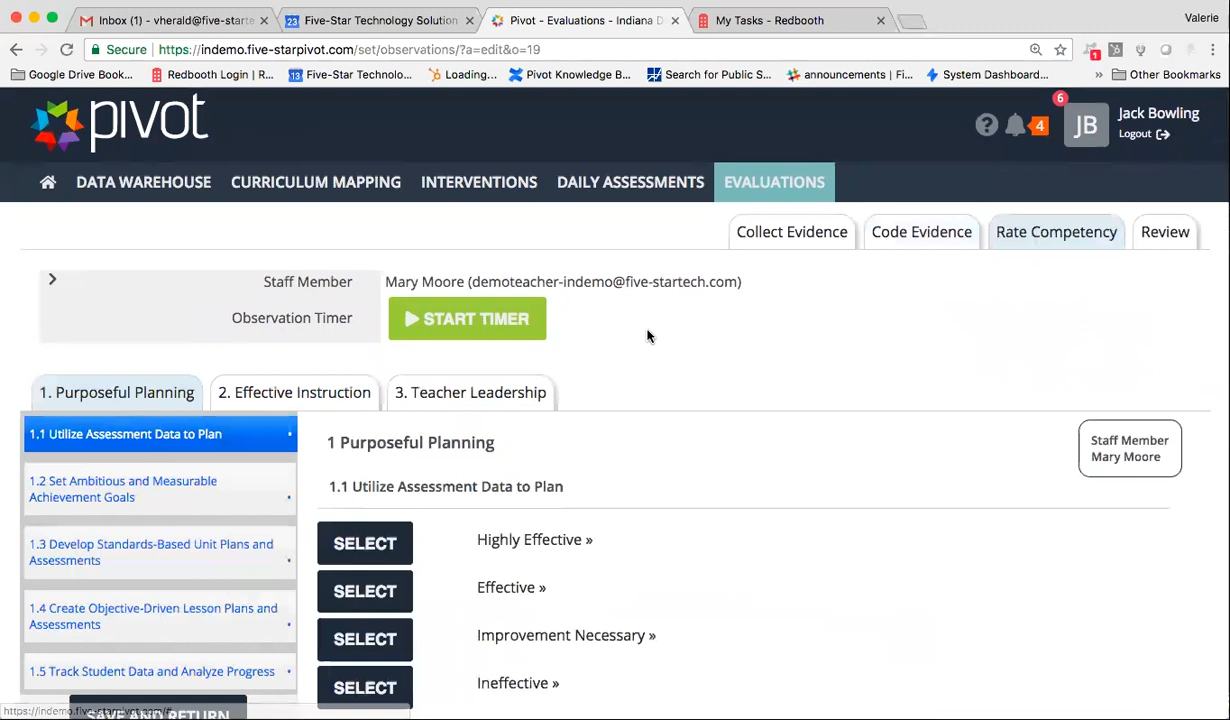 Inbox (1) - vherald@five-starte
Five-Star Technology Solution
Pivot - Evaluations - Indiana D
My Tasks - Redbooth
Valerie
Secure
https://indemo.five-starpivot.com/set/observations/?a=edit&o=19
Google Drive Book...
Redbooth Login | R...
Five-Star Technolo...
Loading...
Pivot Knowledge B...
Search for Public S...
announcements | Fi...
System Dashboard...
» Other Bookmarks
pivot
6
4
JB
Jack Bowling
Logout
DATA WAREHOUSE CURRICULUM MAPPING INTERVENTIONS DAILY ASSESSMENTS EVALUATIONS
Collect Evidence Code Evidence Rate Competency Review
Staff Member Mary Moore (demoteacher-indemo@five-startech.com)
Observation Timer START TIMER
1. Purposeful Planning 2. Effective Instruction 3. Teacher Leadership
1.1 Utilize Assessment Data to Plan
1.2 Set Ambitious and Measurable
Achievement Goals
1.3 Develop Standards-Based Unit Plans and
Assessments
1.4 Create Objective-Driven Lesson Plans and
Assessments
1.5 Track Student Data and Analyze Progress
SAVE AND RETURN
1 Purposeful Planning
Staff Member
Mary Moore
1.1 Utilize Assessment Data to Plan
SELECT Highly Effective »
SELECT Effective »
SELECT Improvement Necessary »
SELECT Ineffective »
https://indemo.five-starpivot.com/#